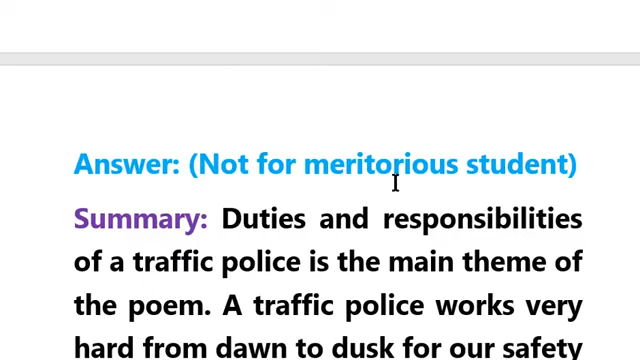 Answer: (Not for meritorious student)
Summary: Duties and responsibilities
of a traffic police is the main theme of
the poem. A traffic police works very
hard from dawn to dusk for our safety